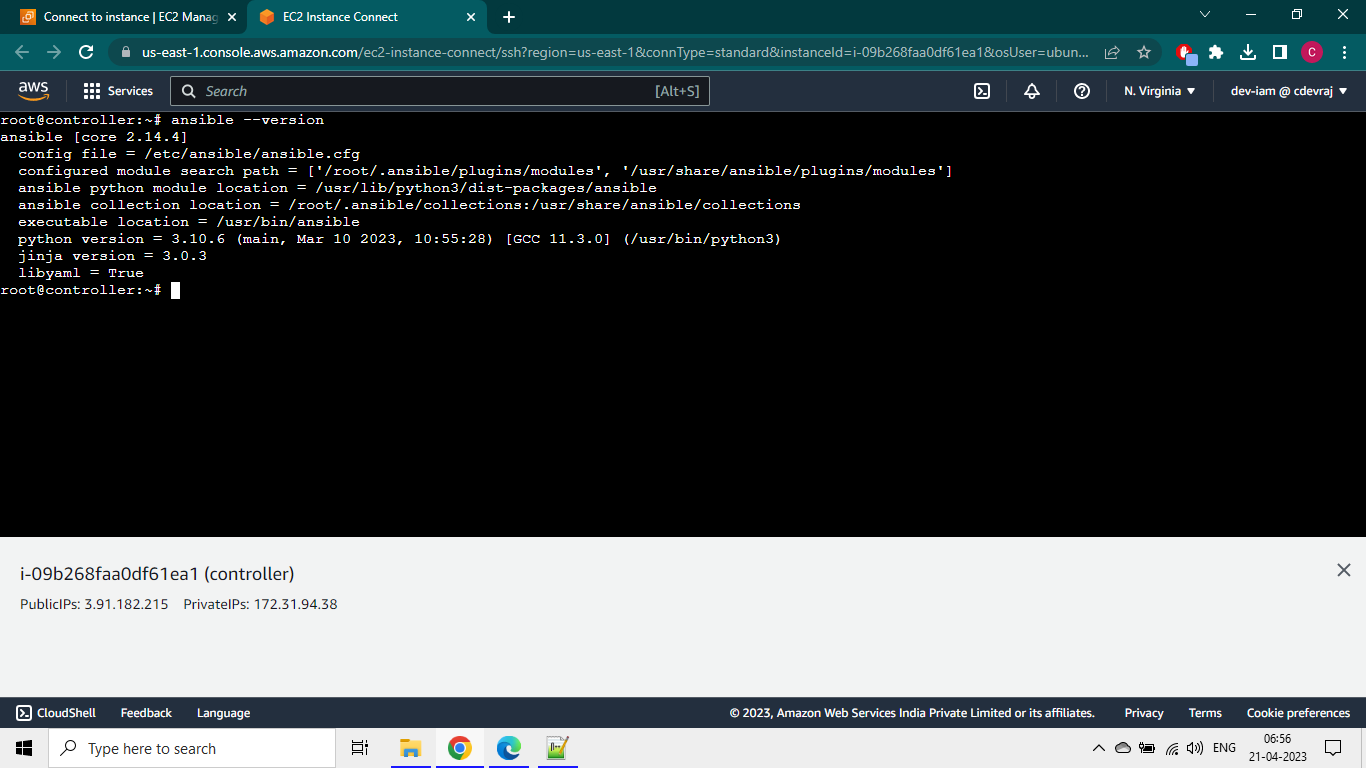 Connect to instance | EC2 Manag
EC2 Instance Connect
us-east-1.console.aws.amazon.com/ec2-instance-connect/ssh?region=us-east-1&connType=standard&instanceId=i-09b268faa0df61ea1&osUser=ubun...
C
aws
Services
Search
[Alt+S]
N. Virginia
dev-iam @ cdevraj
root@controller:~# ansible --version
ansible [core 2.14.4]
  config file = /etc/ansible/ansible.cfg
  configured module search path = ['/root/.ansible/plugins/modules', '/usr/share/ansible/plugins/modules']
  ansible python module location = /usr/lib/python3/dist-packages/ansible
  ansible collection location = /root/.ansible/collections:/usr/share/ansible/collections
  executable location = /usr/bin/ansible
  python version = 3.10.6 (main, Mar 10 2023, 10:55:28) [GCC 11.3.0] (/usr/bin/python3)
  jinja version = 3.0.3
  libyaml = True
root@controller:~#
i-09b268faa0df61ea1 (controller)
PublicIPs: 3.91.182.215 PrivateIPs: 172.31.94.38
CloudShell Feedback Language © 2023, Amazon Web Services India Private Limited or its affiliates. Privacy Terms Cookie preferences
Type here to search
ENG
06:56
21-04-2023